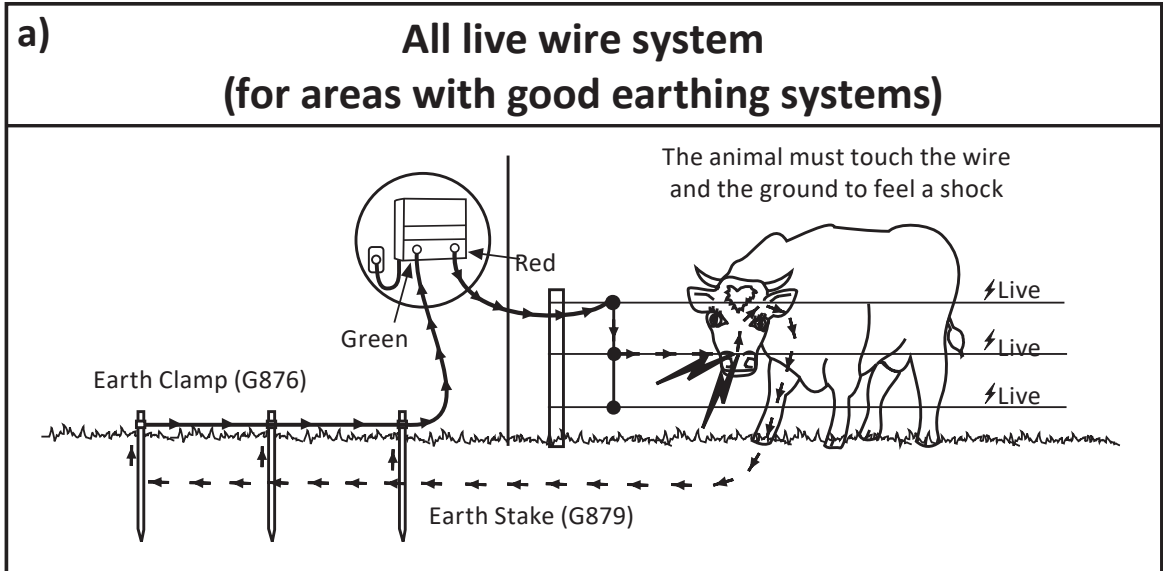 a)
All live wire system
(for areas with good earthing systems)
The animal must touch the wire
and the ground to feel a shock
Red
Green
Live
Live
Live
Earth Clamp (G876)
Earth Stake (G879)